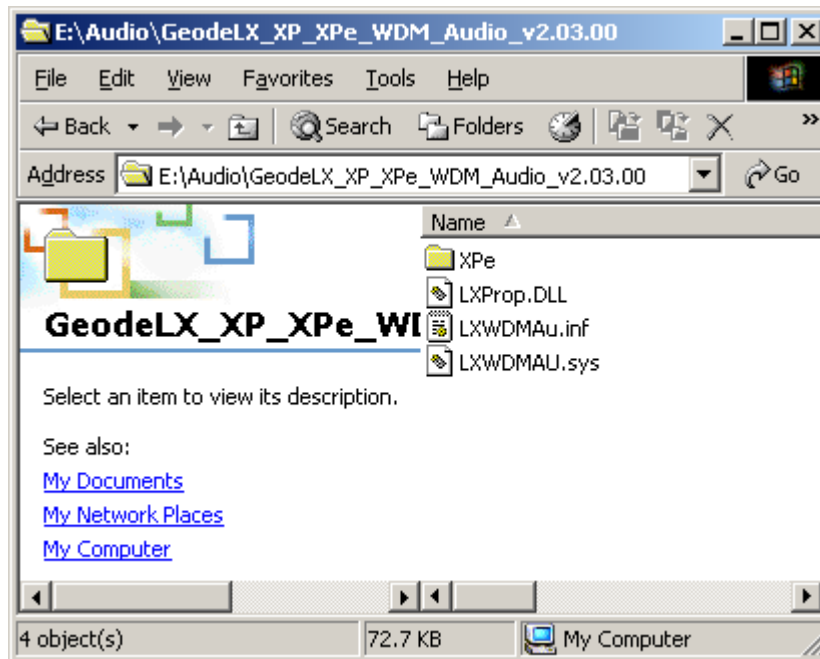 E:\Audio\GeodeLX_XP_XPe_WDM_Audio_v2.03.00
File Edit View Favorites Tools Help
Back Search Folders »
Address E:\Audio\GeodeLX_XP_XPe_WDM_Audio_v2.03.00 Go
Name
XPe
LXProp.DLL
LXWDMAu.inf
LXWDMAU.sys
GeodeLX_XP_XPe_WD
Select an item to view its description.
See also:
My Documents
My Network Places
My Computer
4 object(s) 72.7 KB My Computer